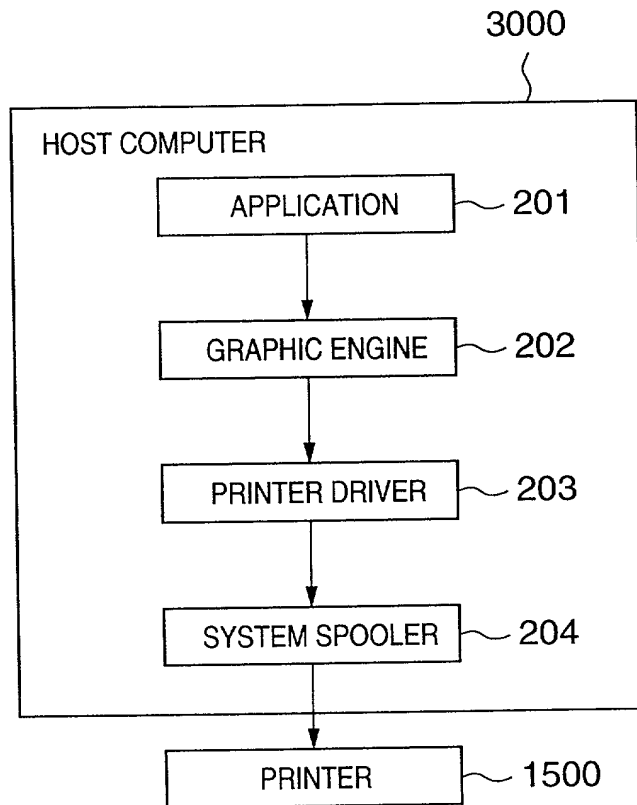 3000
HOST COMPUTER
APPLICATION 201
GRAPHIC ENGINE 202
PRINTER DRIVER 203
SYSTEM SPOOLER 204
PRINTER 1500